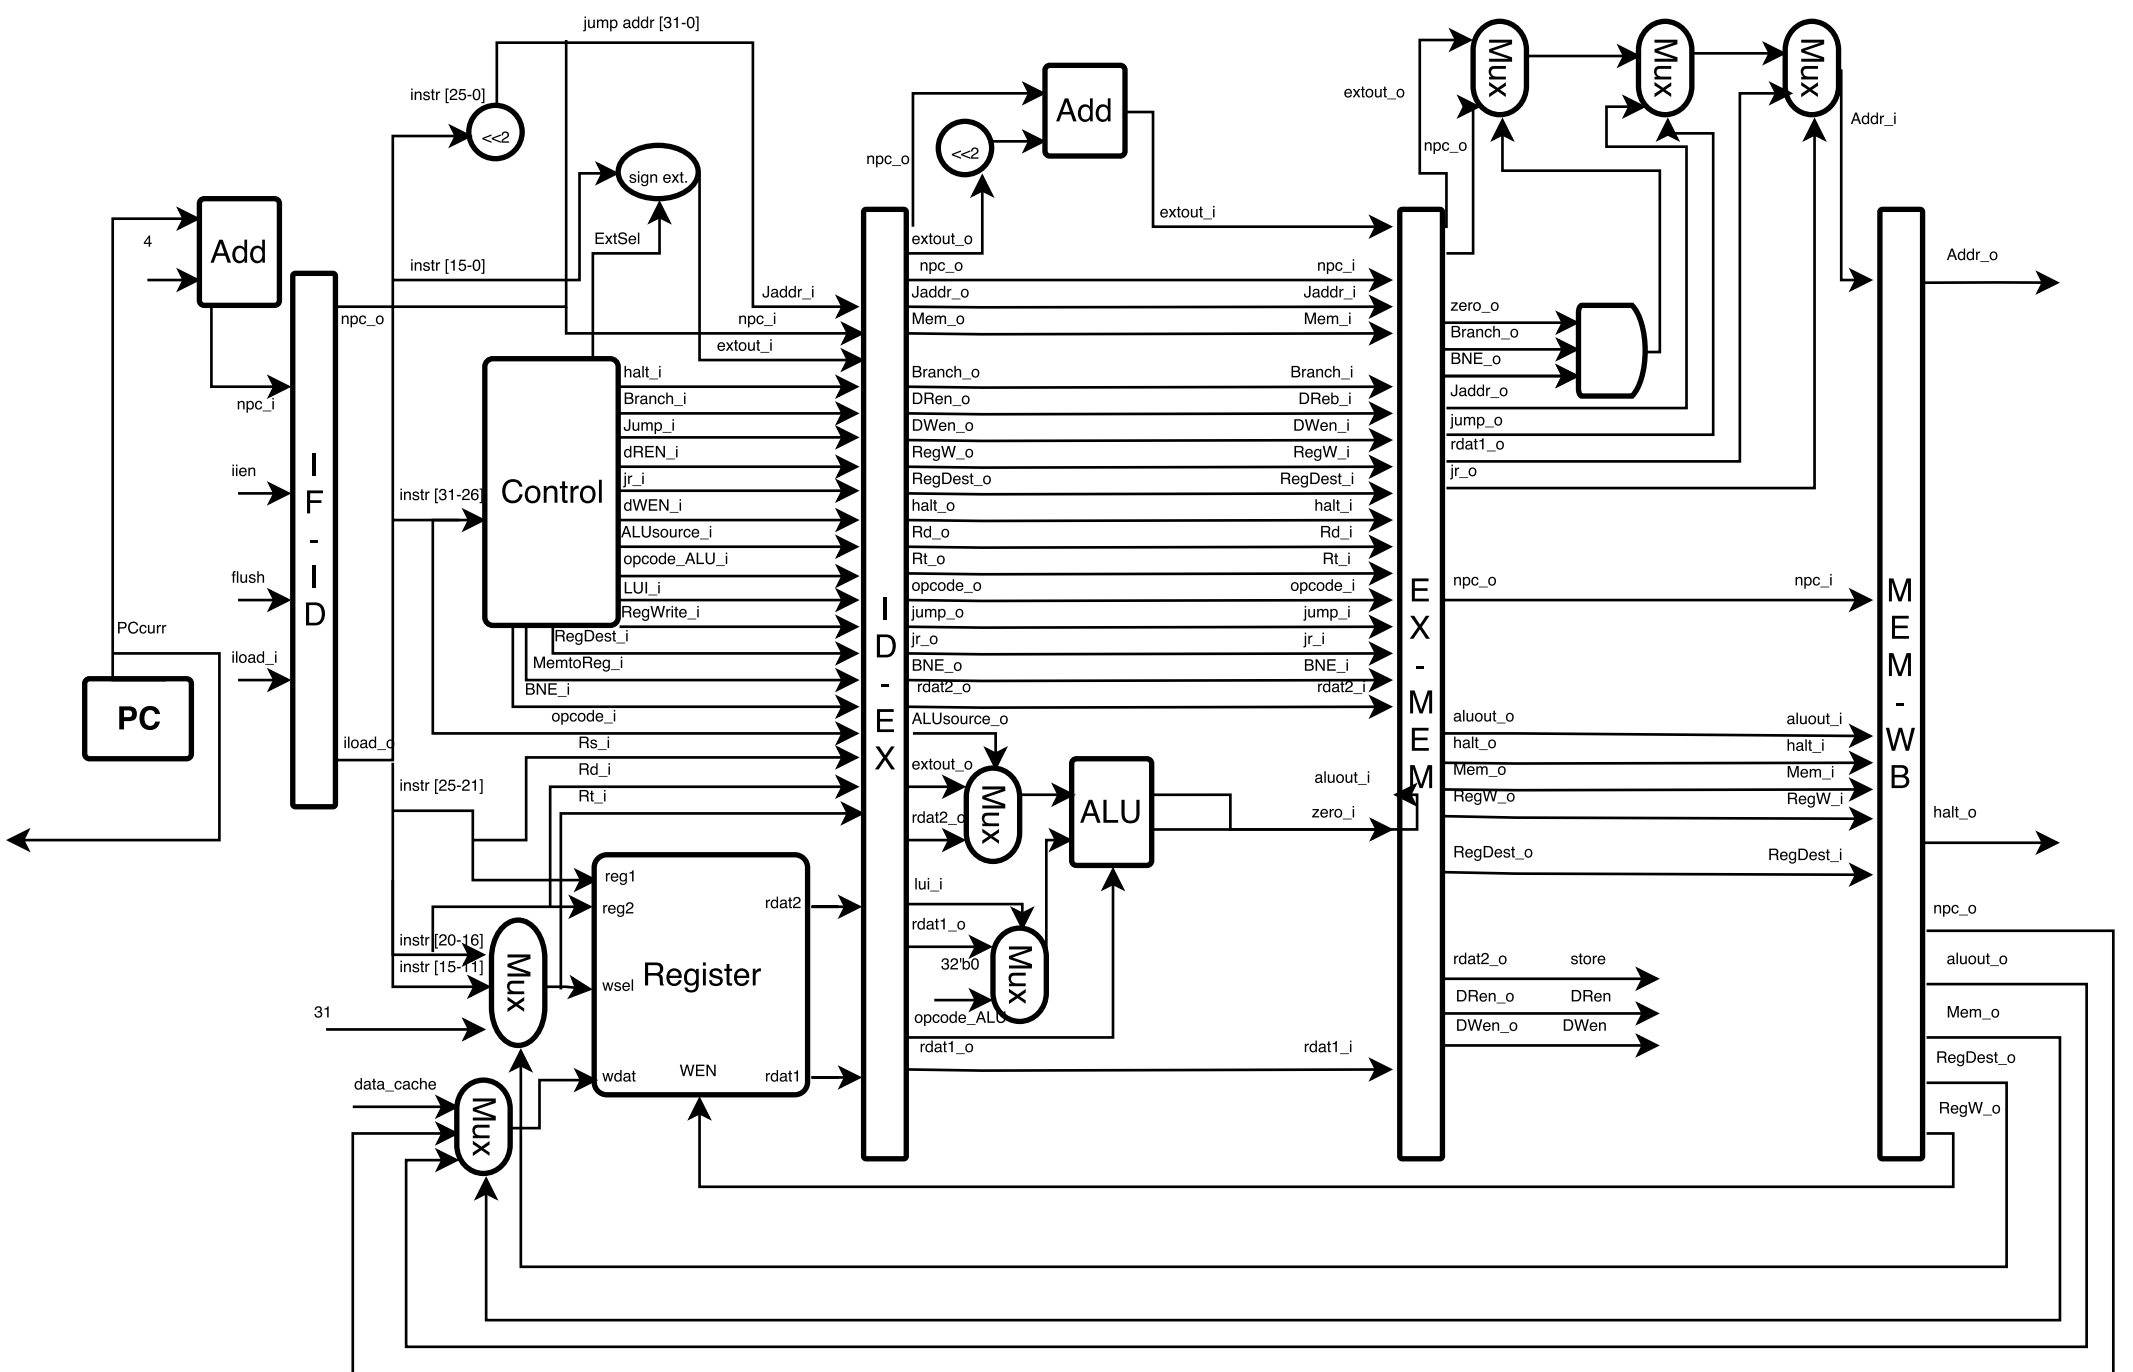 jump addr [31-0]
instr [25-0]
<<2
sign ext.
ExtSel
4
Add
instr [15-0]
npc_o
npc_i
Jaddr_i
npc_i
extout_i
iien
flush
iload_i
PCcurr
PC
IF-ID
iload_o
instr [31-26]
Control
halt_i
Branch_i
Jump_i
dREN_i
jr_i
dWEN_i
ALUsource_i
opcode_ALU_i
LUI_i
RegWrite_i
RegDest_i
MemtoReg_i
BNE_i
opcode_i
Rs_i
Rd_i
Rt_i
instr [25-21]
instr [20-16]
instr [15-11]
31
Mux
data_cache
Mux
reg1
reg2
wsel
wdat
Register
WEN
rdat2
rdat1
ID-EX
npc_o
<<2
Add
extout_i
extout_o
npc_o npc_i
Jaddr_o Jaddr_i
Mem_o Mem_i
Branch_o Branch_i
DRen_o DReb_i
DWen_o DWen_i
RegW_o RegW_i
RegDest_o RegDest_i
halt_o halt_i
Rd_o Rd_i
Rt_o Rt_i
opcode_o opcode_i
jump_o jump_i
jr_o jr_i
BNE_o BNE_i
rdat2_o rdat2_i
ALUsource_o
extout_o
rdat2_o
Mux
ALU
aluout_i
zero_i
lui_i
rdat1_o
32'b0
Mux
opcode_ALU
rdat1_o rdat1_i
EX-MEM
extout_o
npc_o
Mux
Mux
Mux
Addr_i
zero_o
Branch_o
BNE_o
Jaddr_o
jump_o
rdat1_o
jr_o
npc_o npc_i
aluout_o aluout_i
halt_o halt_i
Mem_o Mem_i
RegW_o RegW_i
RegDest_o RegDest_i
rdat2_o store
DRen_o DRen
DWen_o DWen
MEM-WB
Addr_o
halt_o
npc_o
aluout_o
Mem_o
RegDest_o
RegW_o